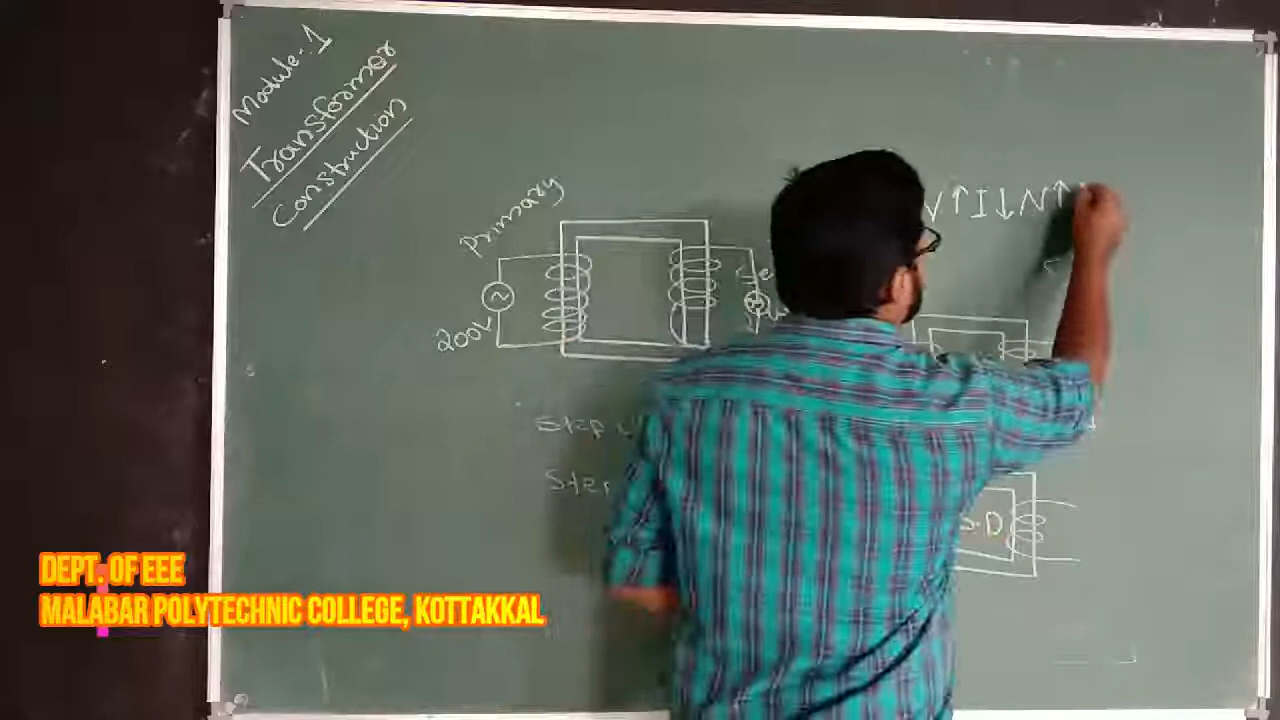 Module:-1
Transformer
Construction
Primary
200V
V↑I↓N↑
Step
Step
S.D
DEPT. OF EEE
MALABAR POLYTECHNIC COLLEGE, KOTTAKKAL